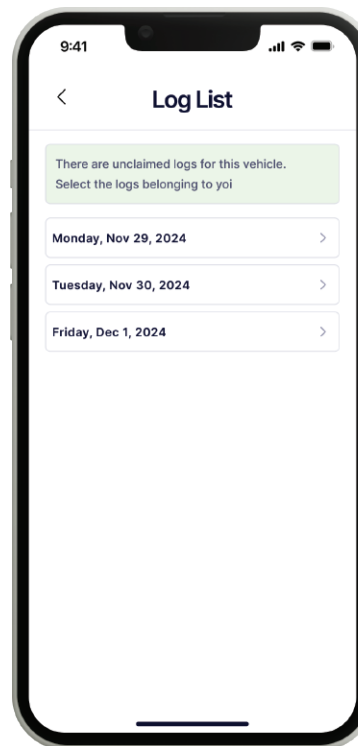 9:41
Log List
There are unclaimed logs for this vehicle.
Select the logs belonging to yoi
Monday, Nov 29, 2024
Tuesday, Nov 30, 2024
Friday, Dec 1, 2024